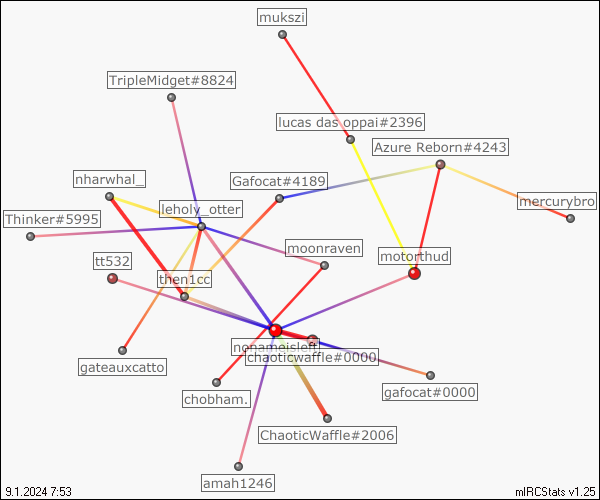 mukszi
TripleMidget#8824
lucas das oppai#2396
Azure Reborn#4243
nharwhal_
Gafocat#4189
mercurybro
leholy_otter
Thinker#5995
moonraven
motorthud
tt532
then1cc
nonameisleft
chaoticwaffle#0000
gateauxcatto
gafocat#0000
chobham.
ChaoticWaffle#2006
amah1246
9.1.2024 7:53
mIRCStats v1.25